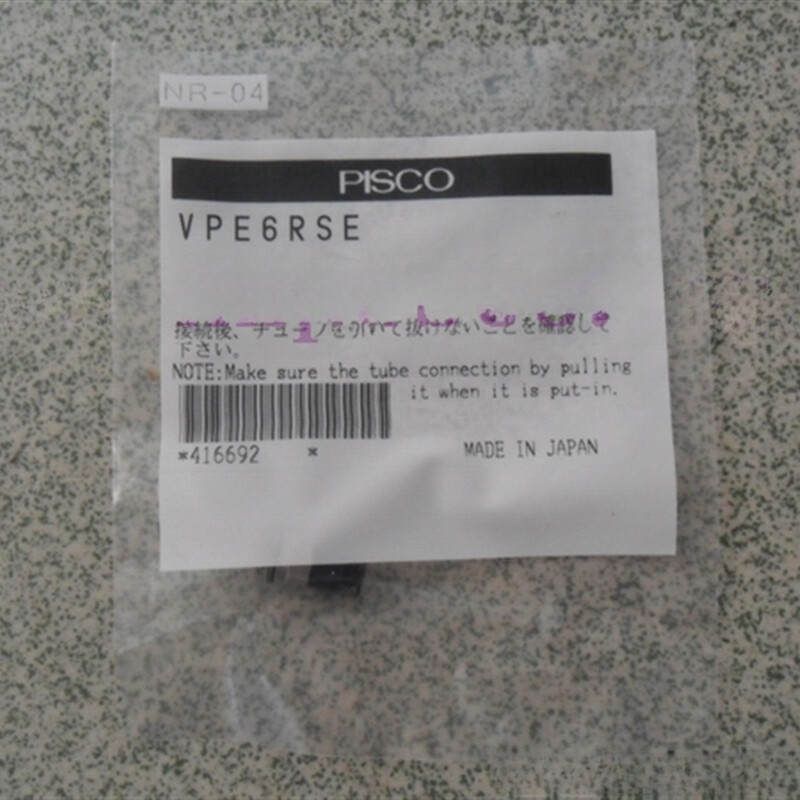 NR-04
PISCO
VPE6RSE
接続後、チューブを引いて抜けないことを確認して
下さい。
NOTE:Make sure the tube connection by pulling
it when it is put-in.
*416692 *
MADE IN JAPAN